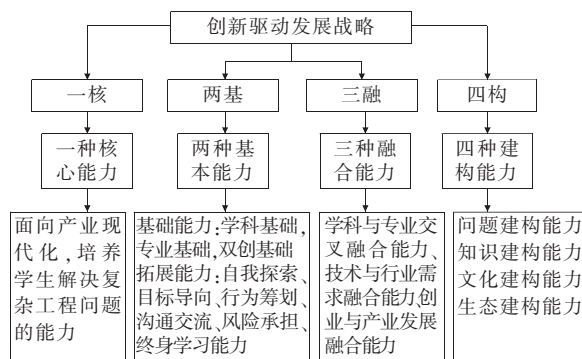 创新驱动发展战略
一核
两基
三融
四构
一种核
心能力
两种基
本能力
三种融
合能力
四种建
构能力
面向产业现
代化,培养
学生解决复
杂工程问题
的能力
基础能力:学科基础,
专业基础,双创基础
拓展能力:自我探索、
目标导向、行为筹划、
沟通交流、风险承担、
终身学习能力
学科与专业交
叉融合能力、
技术与行业需
求融合能力创
业与产业发展
融合能力
问题建构能力
知识建构能力
文化建构能力
生态建构能力